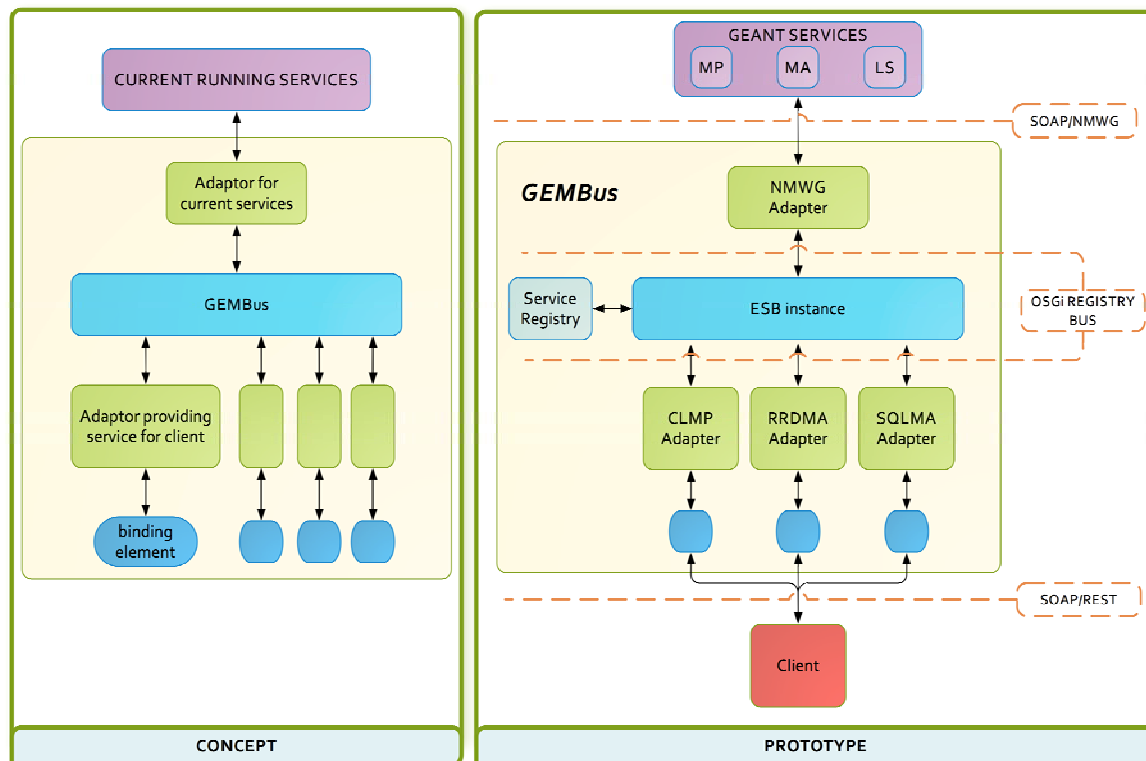 CURRENT RUNNING SERVICES
Adaptor for
current services
GEMBus
Adaptor providing
service for client
binding
element
CONCEPT
GEANT SERVICES
MP
MA
LS
SOAP/NMWG
GEMBus
NMWG
Adapter
Service
Registry
ESB instance
OSGi REGISTRY
BUS
CLMP
Adapter
RRDMA
Adapter
SQLMA
Adapter
SOAP/REST
Client
PROTOTYPE